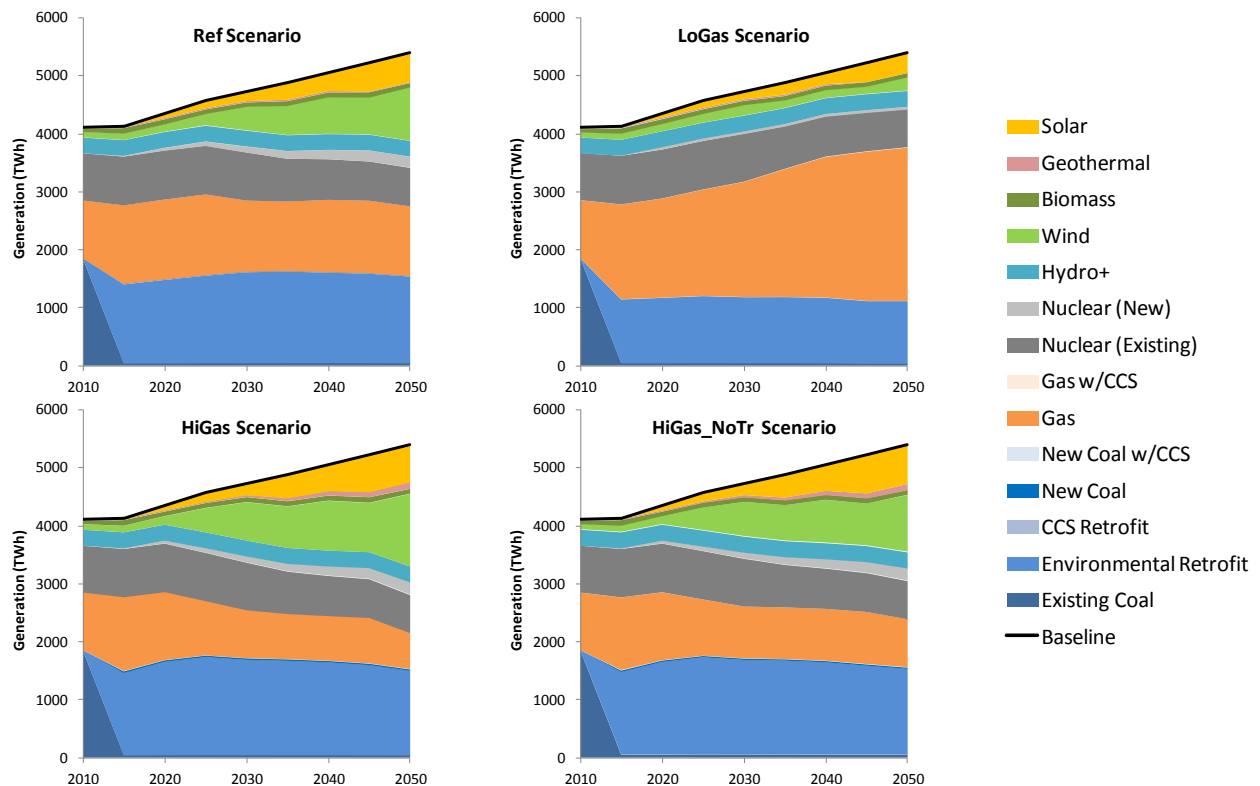 Ref Scenario
Generation (TWh)
6000
5000
4000
3000
2000
1000
0
2010 2020 2030 2040 2050
LoGas Scenario
Generation (TWh)
6000
5000
4000
3000
2000
1000
0
2010 2020 2030 2040 2050
HiGas Scenario
Generation (TWh)
6000
5000
4000
3000
2000
1000
0
2010 2020 2030 2040 2050
HiGas_NoTr Scenario
Generation (TWh)
6000
5000
4000
3000
2000
1000
0
2010 2020 2030 2040 2050
Solar
Geothermal
Biomass
Wind
Hydro+
Nuclear (New)
Nuclear (Existing)
Gas w/CCS
Gas
New Coal w/CCS
New Coal
CCS Retrofit
Environmental Retrofit
Existing Coal
Baseline